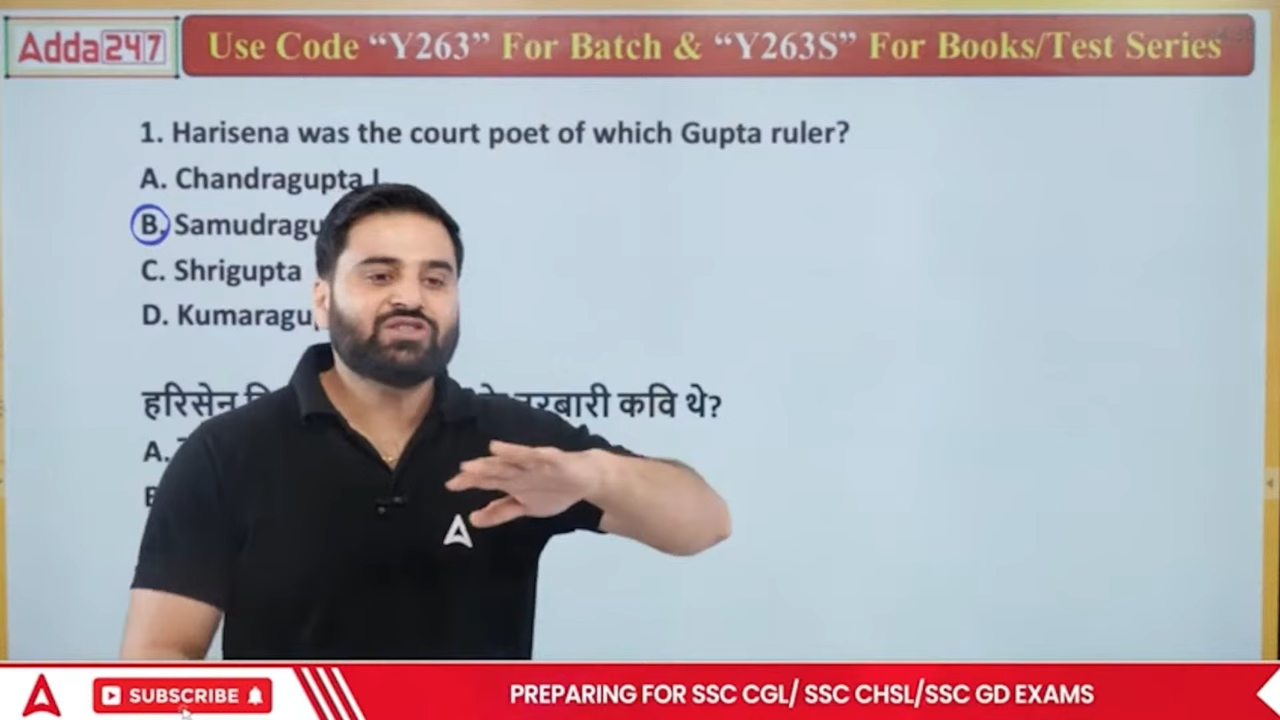 Adda247
Use Code “Y263” For Batch & “Y263S” For Books/Test Series
1. Harisena was the court poet of which Gupta ruler?
A. Chandragupta I
B. Samudragu
C. Shrigupta
D. Kumaragu
हरिसेन दरबारी कवि थे?
A.
SUBSCRIBE
PREPARING FOR SSC CGL/ SSC CHSL/SSC GD EXAMS